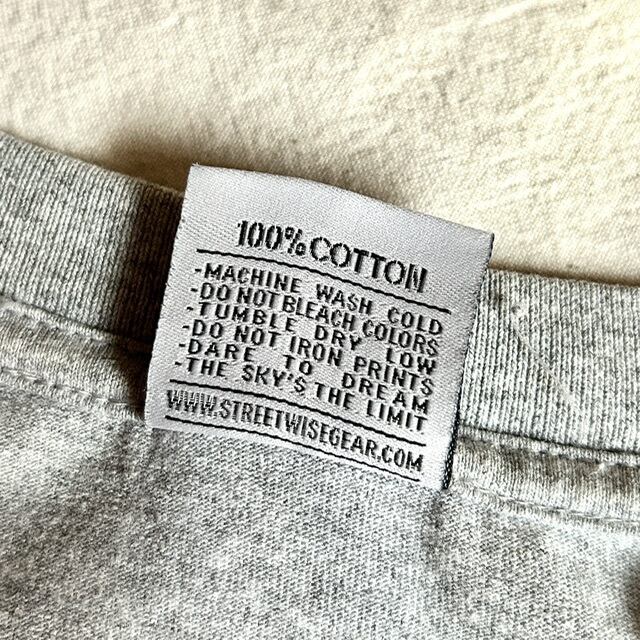 100% COTTON
-MACHINE WASH COLD
-DO NOT BLEACH COLORS
-TUMBLE DRY LOW
-DO NOT IRON PRINTS
-DARE TO DREAM
-THE SKY'S THE LIMIT
WWW.STREETWISEGEAR.COM